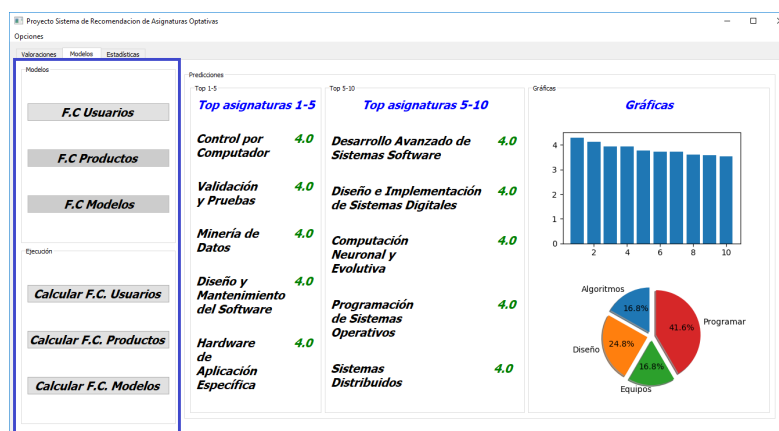 Proyecto Sistema de Recomendacion de Asignaturas Optativas
Opciones
Valoraciones
Modelos
Estadísticas
Modelos
F.C Usuarios
F.C Productos
F.C Modelos
Ejecución
Calcular F.C. Usuarios
Calcular F.C. Productos
Calcular F.C. Modelos
Predicciones
Top 1-5
Top asignaturas 1-5
Control por
Computador
4.0
Validación
y Pruebas
4.0
Minería de
Datos
4.0
Diseño y
Mantenimiento
del Software
4.0
Hardware
de
Aplicación
Específica
4.0
Top 5-10
Top asignaturas 5-10
Desarrollo Avanzado de
Sistemas Software
4.0
Diseño e Implementación
de Sistemas Digitales
4.0
Computación
Neuronal y
Evolutiva
4.0
Programación
de Sistemas
Operativos
4.0
Sistemas
Distribuidos
4.0
Gráficas
Gráficas
4
3
2
1
0
2 4 6 8 10
Algoritmos
16.8%
Programar
41.6%
Diseño
24.8%
16.8%
Equipos